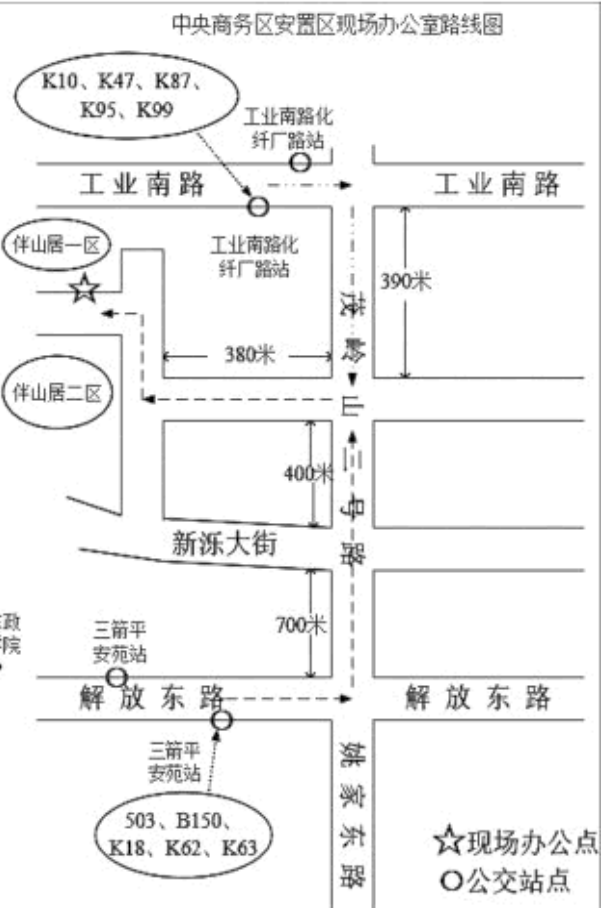 中央商务区安置区现场办公室路线图
K10、K47、K87、
K95、K99
工业南路化
纤厂路站
工业南路
工业南路
伴山居一区
工业南路化
纤厂路站
390米
茂岭山三号路
380米
伴山居二区
400米
新泺大街
700米
政
学院
三箭平
安苑站
解放东路
解放东路
三箭平
安苑站
姚家东路
503、B150、
K18、K62、K63
现场办公点
公交站点